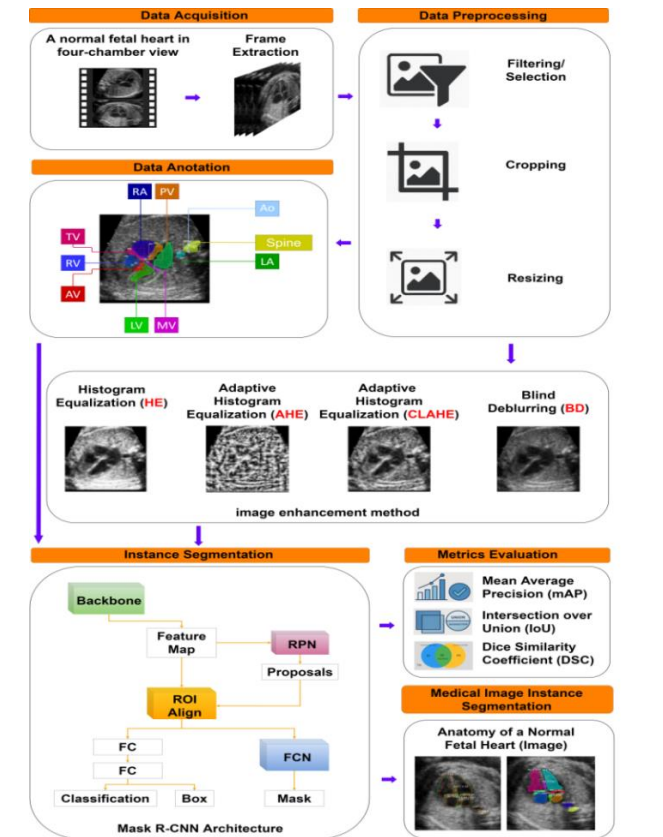 Data Acquisition
A normal fetal heart in
four-chamber view
Frame
Extraction
Data Preprocessing
Filtering/
Selection
Cropping
Resizing
Data Anotation
RA
PV
Ao
TV
Spine
RV
LA
AV
LV
MV
Histogram
Equalization (HE)
Adaptive
Histogram
Equalization (AHE)
Adaptive
Histogram
Equalization (CLAHE)
Blind
Deblurring (BD)
image enhancement method
Instance Segmentation
Backbone
Feature
Map
RPN
Proposals
ROI
Align
FC
FC
FCN
Classification
Box
Mask
Mask R-CNN Architecture
Metrics Evaluation
Mean Average
Precision (mAP)
Intersection over
Union (IoU)
Dice Similarity
Coefficient (DSC)
Medical Image Instance
Segmentation
Anatomy of a Normal
Fetal Heart (Image)